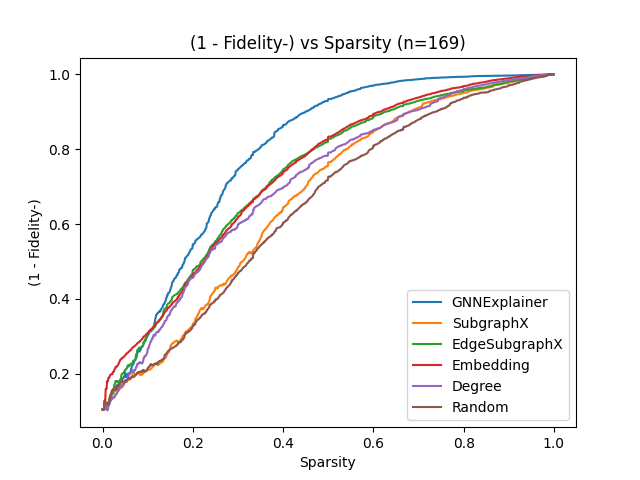 (1 - Fidelity-) vs Sparsity (n=169)
(1 - Fidelity-)
1.0
0.8
0.6
0.4
0.2
0.0
0.2
0.4
0.6
0.8
1.0
Sparsity
GNNExplainer
SubgraphX
EdgeSubgraphX
Embedding
Degree
Random